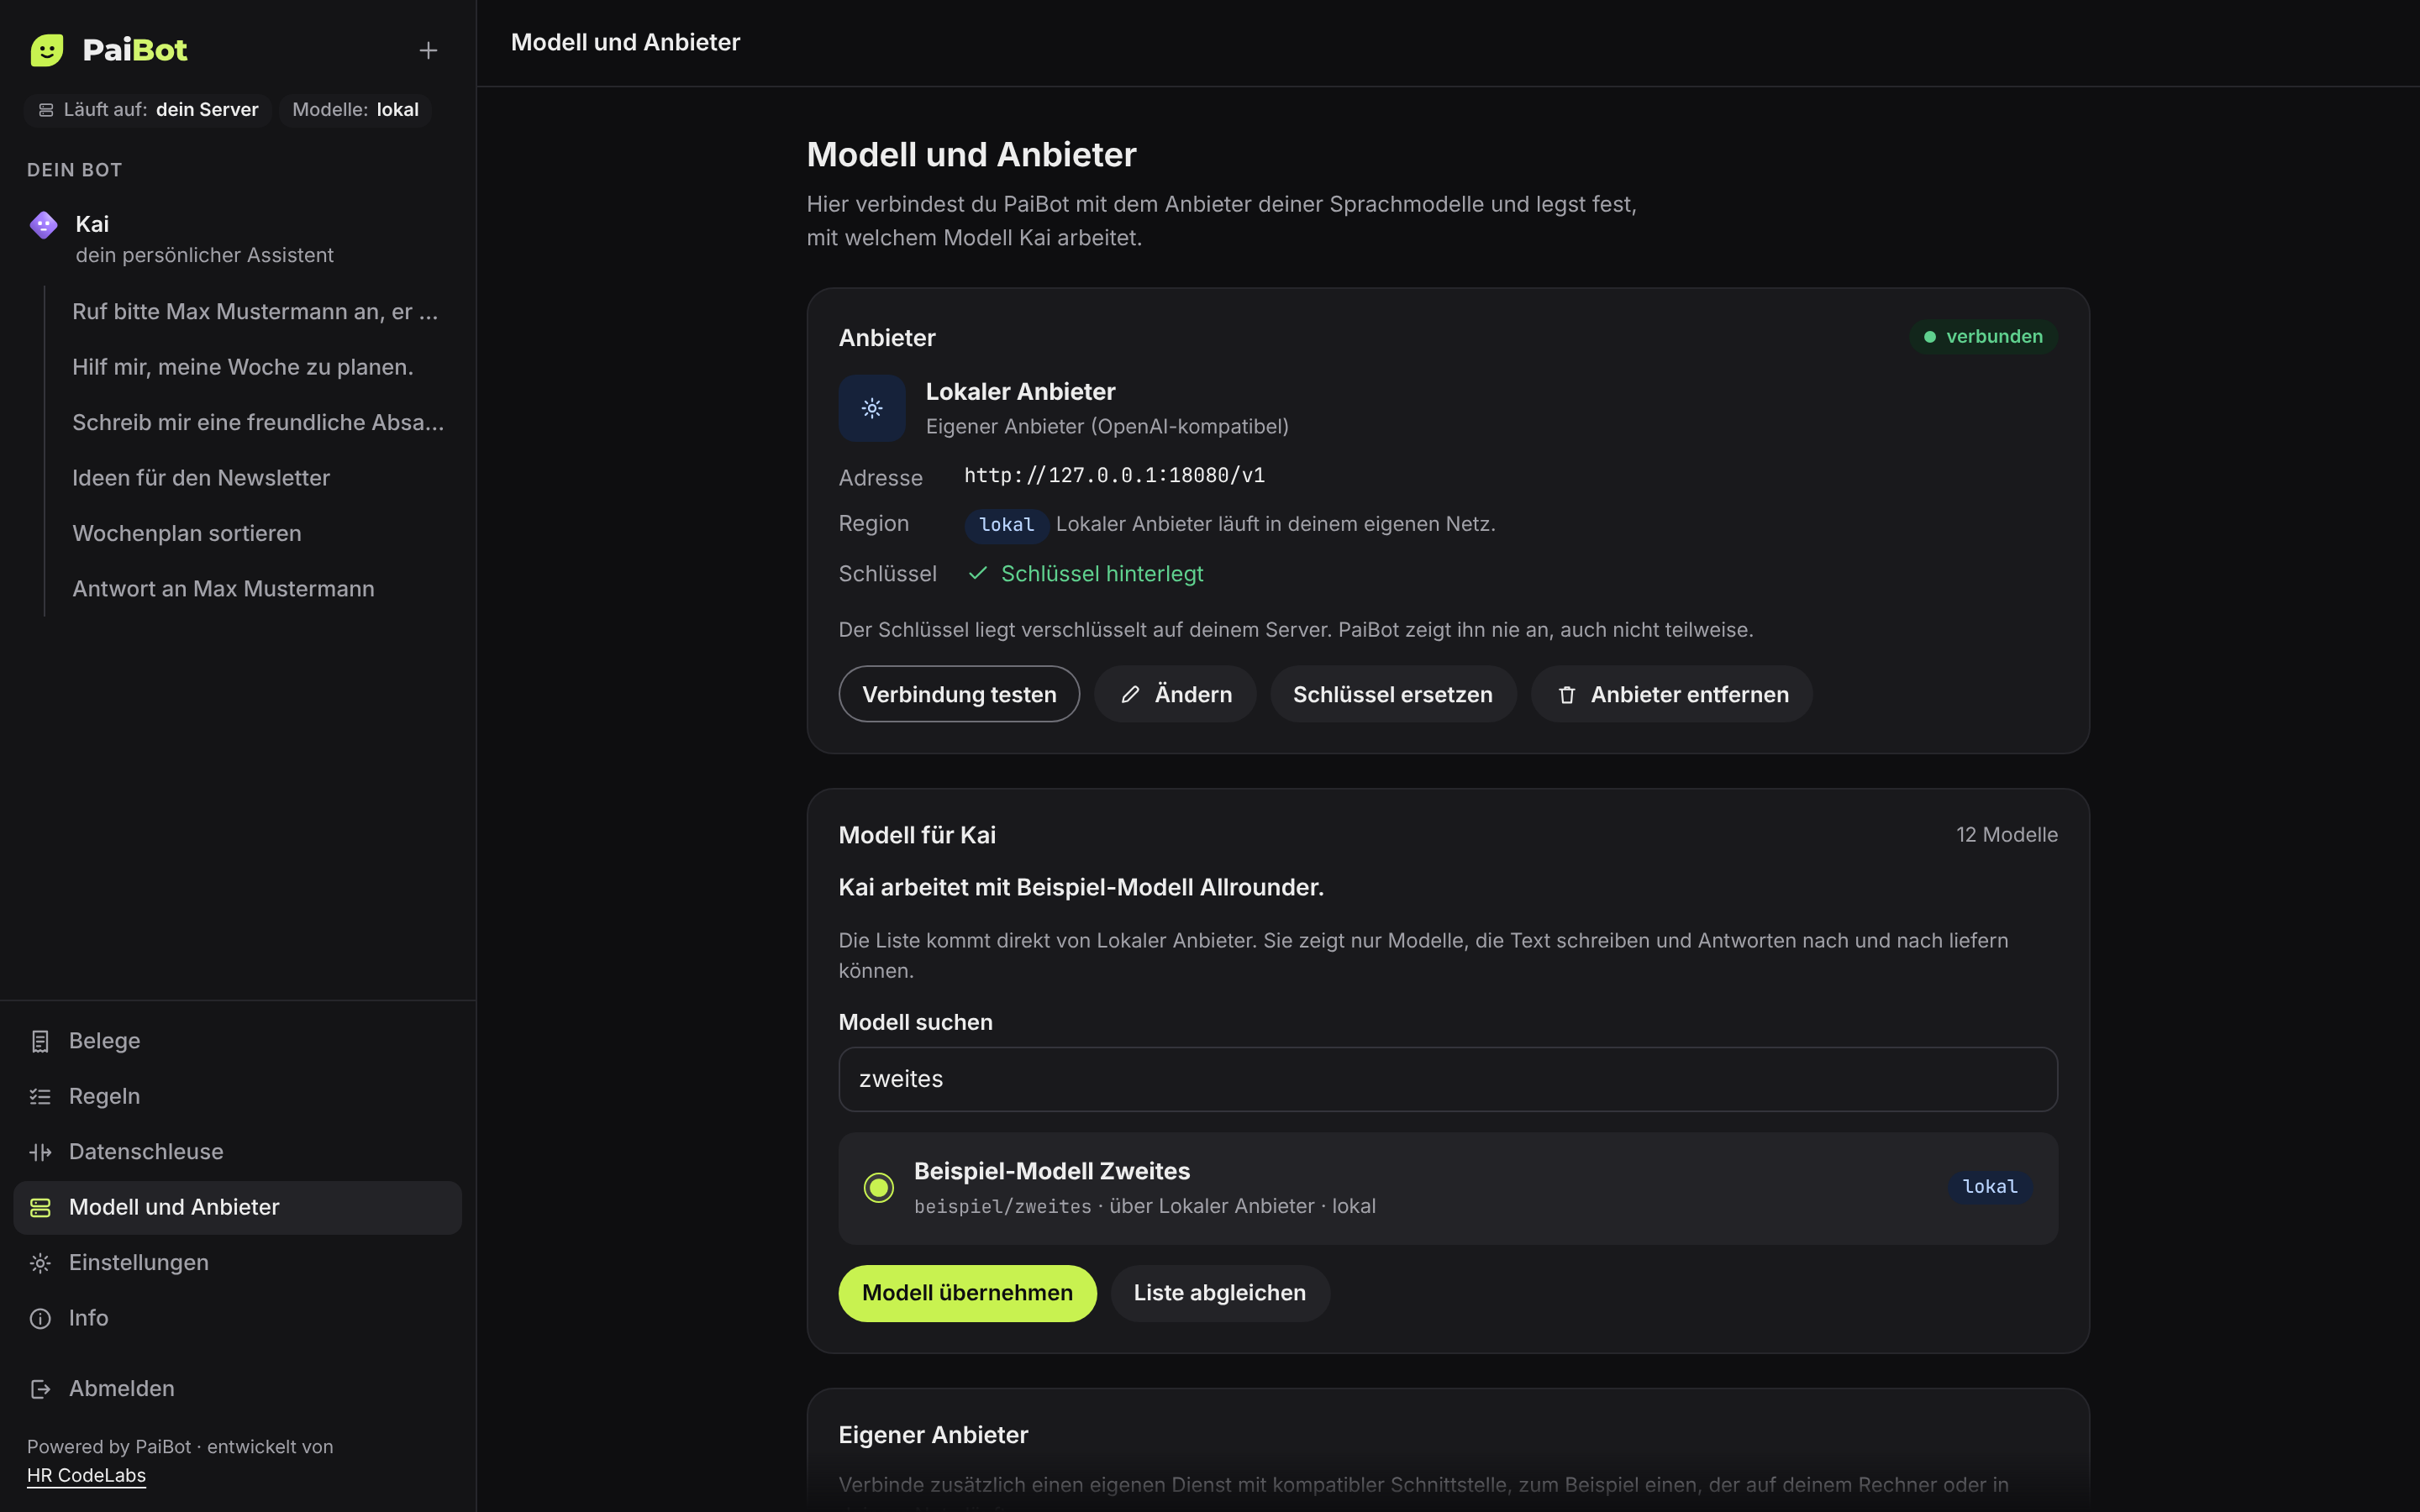 PaiBot
Läuft auf: dein Server
Modelle: lokal
DEIN BOT
Kai
dein persönlicher Assistent
Ruf bitte Max Mustermann an, er ...
Hilf mir, meine Woche zu planen.
Schreib mir eine freundliche Absa...
Ideen für den Newsletter
Wochenplan sortieren
Antwort an Max Mustermann
Belege
Regeln
Datenschleuse
Modell und Anbieter
Einstellungen
Info
Abmelden
Powered by PaiBot · entwickelt von
HR CodeLabs
Modell und Anbieter
Modell und Anbieter
Hier verbindest du PaiBot mit dem Anbieter deiner Sprachmodelle und legst fest,
mit welchem Modell Kai arbeitet.
Anbieter
verbunden
Lokaler Anbieter
Eigener Anbieter (OpenAI-kompatibel)
Adresse http://127.0.0.1:18080/v1
Region lokal Lokaler Anbieter läuft in deinem eigenen Netz.
Schlüssel Schlüssel hinterlegt
Der Schlüssel liegt verschlüsselt auf deinem Server. PaiBot zeigt ihn nie an, auch nicht teilweise.
Verbindung testen
Ändern
Schlüssel ersetzen
Anbieter entfernen
Modell für Kai
12 Modelle
Kai arbeitet mit Beispiel-Modell Allrounder.
Die Liste kommt direkt von Lokaler Anbieter. Sie zeigt nur Modelle, die Text schreiben und Antworten nach und nach liefern
können.
Modell suchen
zweites
Beispiel-Modell Zweites
beispiel/zweites · über Lokaler Anbieter · lokal
lokal
Modell übernehmen
Liste abgleichen
Eigener Anbieter
Verbinde zusätzlich einen eigenen Dienst mit kompatibler Schnittstelle, zum Beispiel einen, der auf deinem Rechner oder in